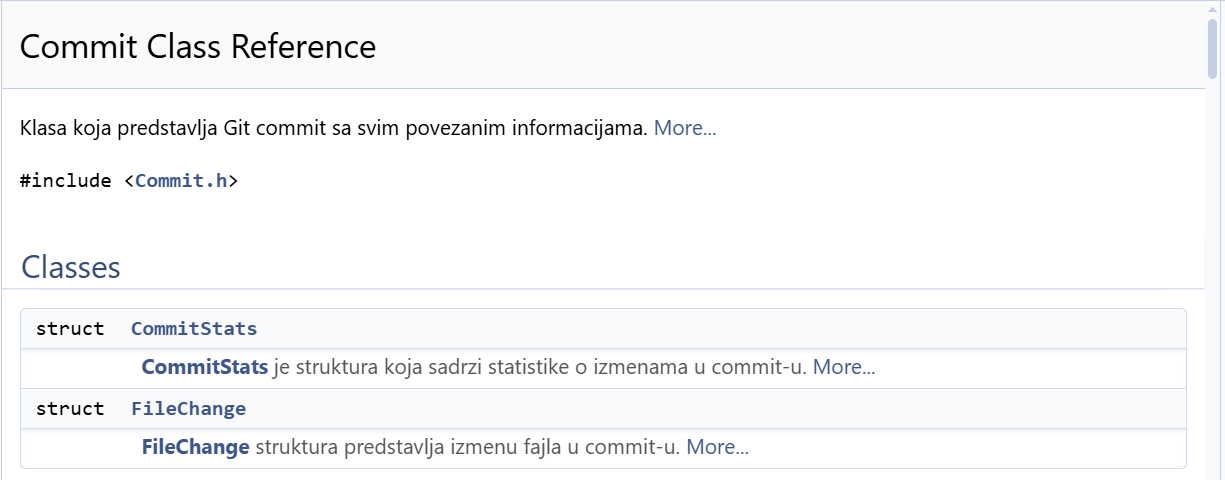 Commit Class Reference
Klasa koja predstavlja Git commit sa svim povezanim informacijama. More...
#include <Commit.h>
Classes
struct CommitStats
CommitStats je struktura koja sadrzi statistike o izmenama u commit-u. More...
struct FileChange
FileChange struktura predstavlja izmenu fajla u commit-u. More...